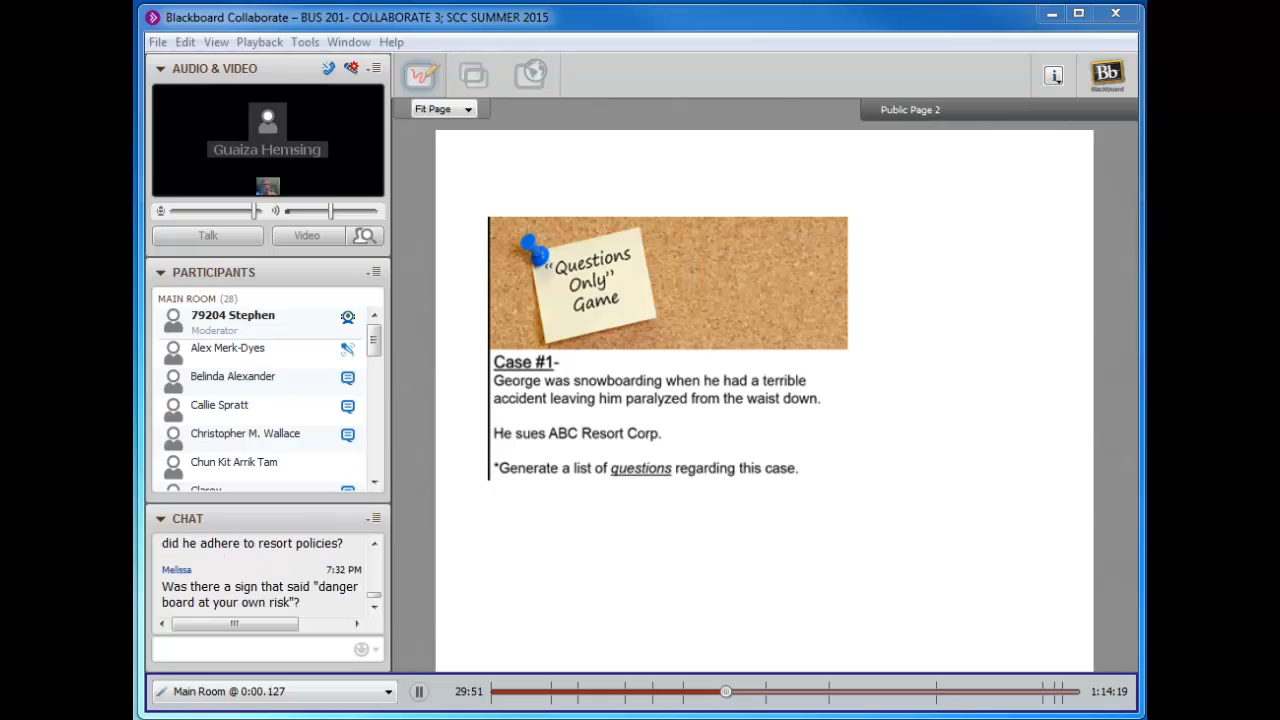 Blackboard Collaborate – BUS 201- COLLABORATE 3; SCC SUMMER 2015
File Edit View Playback Tools Window Help
AUDIO & VIDEO
Guaiza Hemsing
Talk Video
PARTICIPANTS
MAIN ROOM (28)
79204 Stephen
Moderator
Alex Merk-Dyes
Belinda Alexander
Callie Spratt
Christopher M. Wallace
Chun Kit Arrik Tam
CHAT
did he adhere to resort policies?
Melissa 7:32 PM
Was there a sign that said "danger
board at your own risk"?
Main Room @ 0:00.127
Fit Page
Public Page 2
Bb
Blackboard
"Questions
Only"
Game
Case #1-
George was snowboarding when he had a terrible
accident leaving him paralyzed from the waist down.
He sues ABC Resort Corp.
*Generate a list of questions regarding this case.
29:51
1:14:19